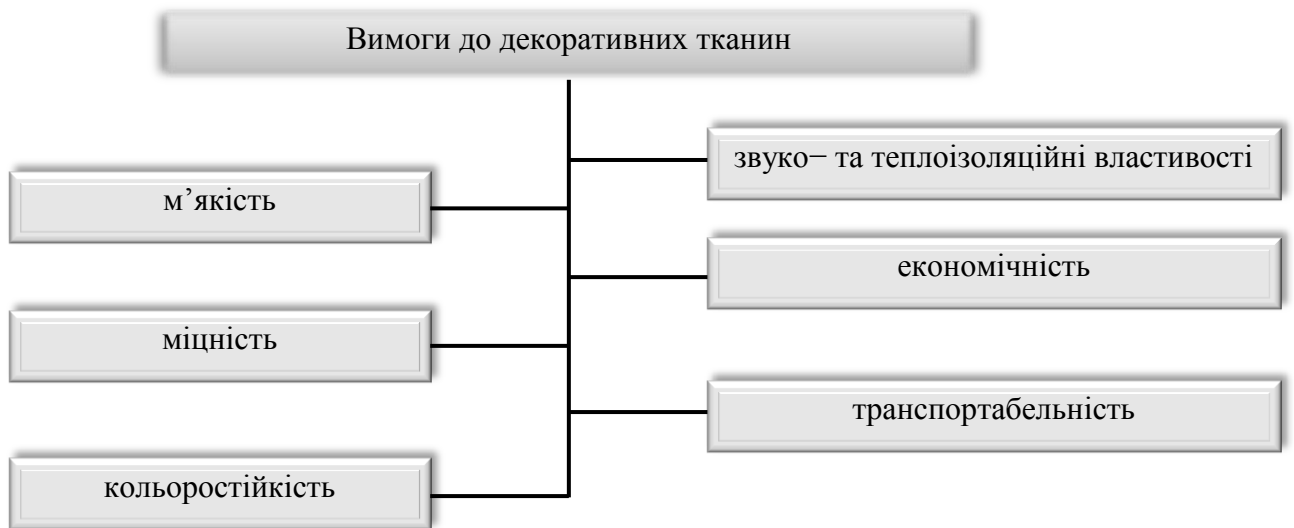 Вимоги до декоративних тканин
звуко− та теплоізоляційні властивості
м’якість
економічність
міцність
транспортабельність
кольоростійкість